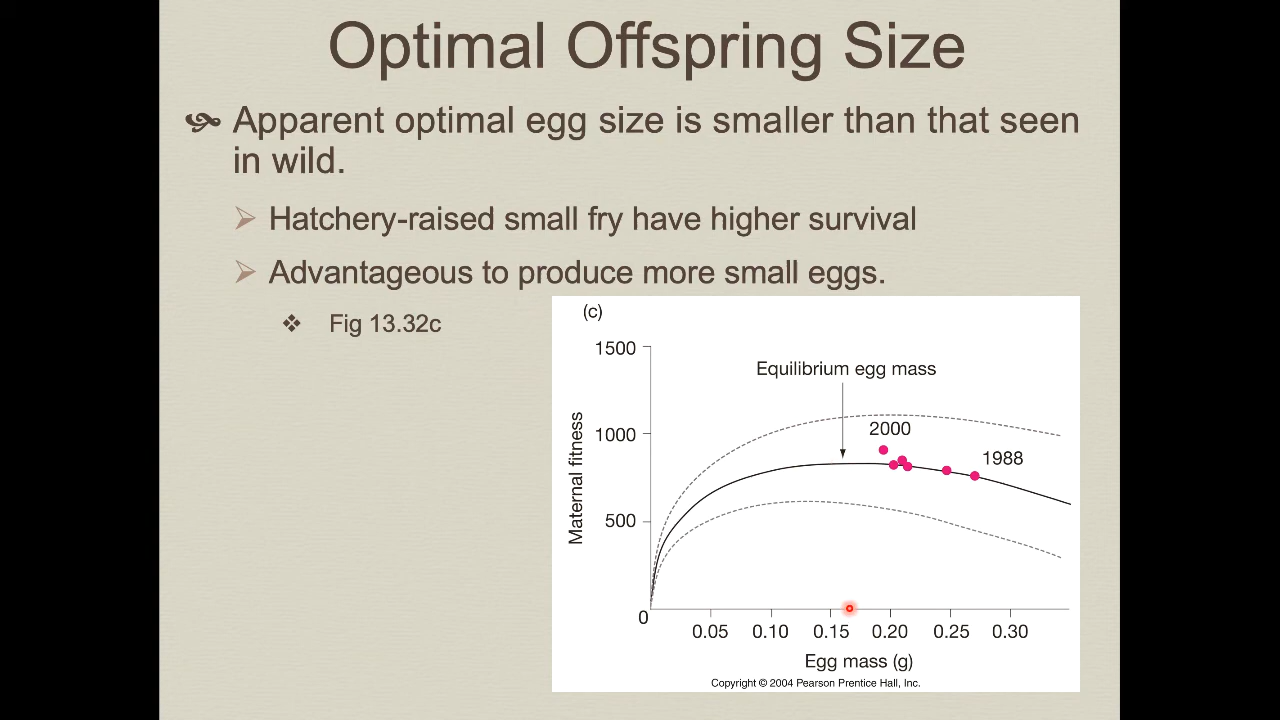 Optimal Offspring Size
Apparent optimal egg size is smaller than that seen
in wild.
Hatchery-raised small fry have higher survival
Advantageous to produce more small eggs.
Fig 13.32c
(c)
1500
Equilibrium egg mass
1000
2000
1988
Maternal fitness
500
0
0.05 0.10 0.15 0.20 0.25 0.30
Egg mass (g)
Copyright © 2004 Pearson Prentice Hall, Inc.